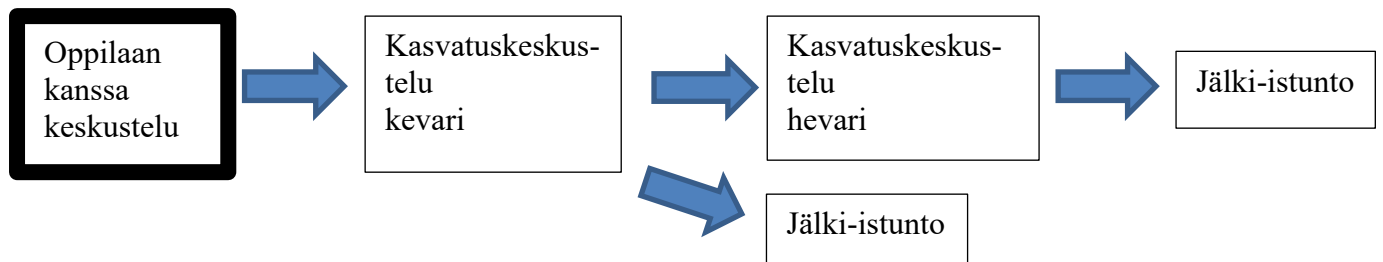 Oppilaan
kanssa
keskustelu
Kasvatuskeskus-
telu
kevari
Kasvatuskeskus-
telu
hevari
Jälki-istunto
Jälki-istunto